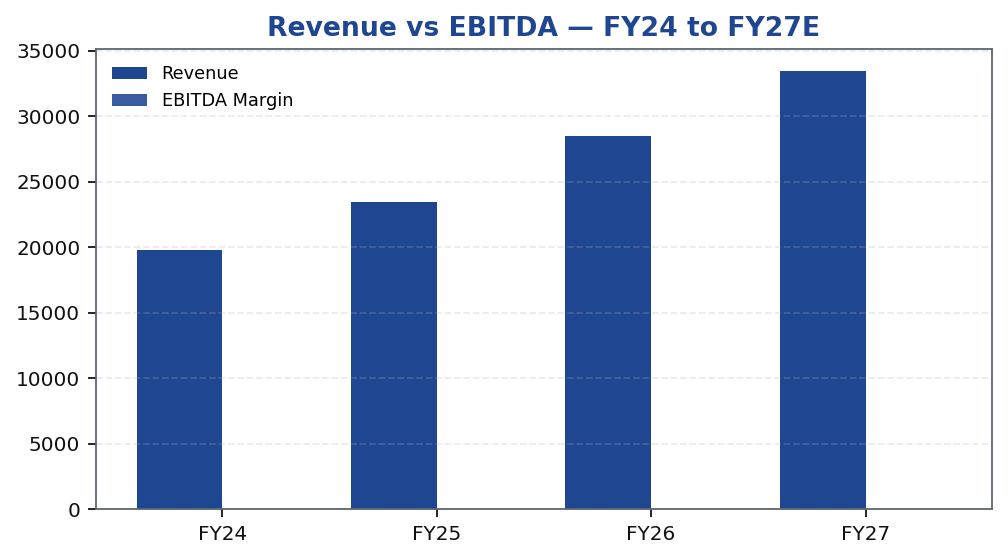 Revenue vs EBITDA — FY24 to FY27E
Revenue
EBITDA Margin
35000
30000
25000
20000
15000
10000
5000
0
FY24 FY25 FY26 FY27